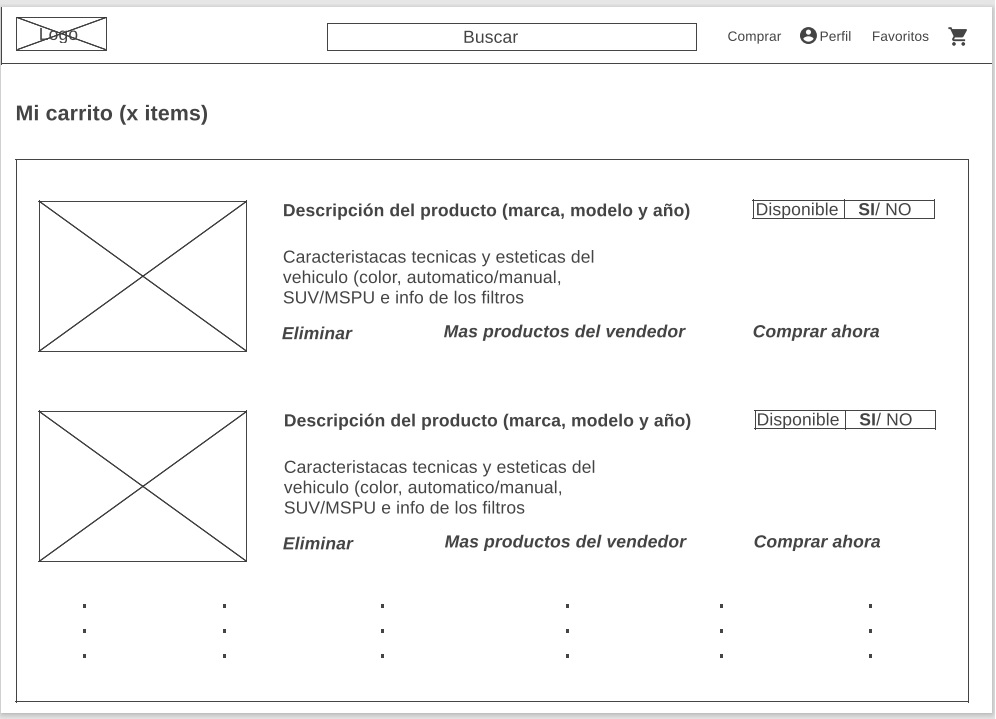 Logo
Buscar
Comprar
Perfil
Favoritos
Mi carrito (x items)
Descripción del producto (marca, modelo y año)
Disponible SI/ NO
Caracteristacas tecnicas y esteticas del
vehiculo (color, automatico/manual,
SUV/MSPU e info de los filtros
Eliminar
Mas productos del vendedor
Comprar ahora
Descripción del producto (marca, modelo y año)
Disponible SI/ NO
Caracteristacas tecnicas y esteticas del
vehiculo (color, automatico/manual,
SUV/MSPU e info de los filtros
Eliminar
Mas productos del vendedor
Comprar ahora